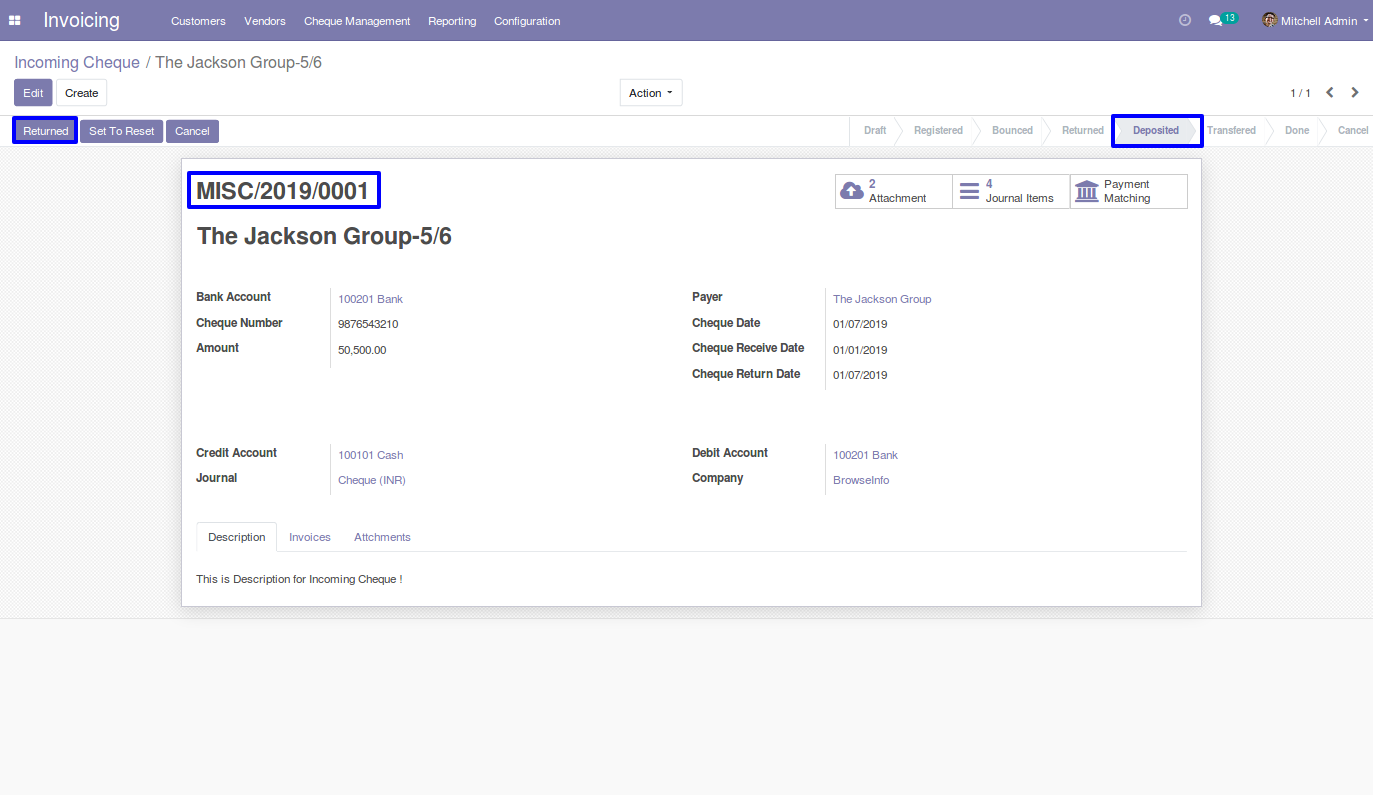 Invoicing Customers Vendors Cheque Management Reporting Configuration 13 Mitchell Admin
Incoming Cheque / The Jackson Group-5/6
Edit Create Action 1 / 1
Returned Set To Reset Cancel Draft Registered Bounced Returned Deposited Transfered Done Cancel
MISC/2019/0001
2 Attachment
4 Journal Items
Payment Matching
The Jackson Group-5/6
Bank Account 100201 Bank
Cheque Number 9876543210
Amount 50,500.00
Payer The Jackson Group
Cheque Date 01/07/2019
Cheque Receive Date 01/01/2019
Cheque Return Date 01/07/2019
Credit Account 100101 Cash
Journal Cheque (INR)
Debit Account 100201 Bank
Company BrowseInfo
Description Invoices Attchments
This is Description for Incoming Cheque !